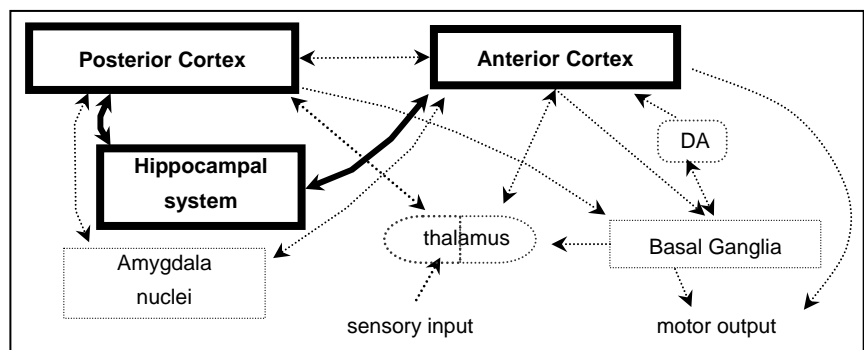 Posterior Cortex
Anterior Cortex
DA
Hippocampal
system
thalamus
Basal Ganglia
Amygdala
nuclei
sensory input
motor output